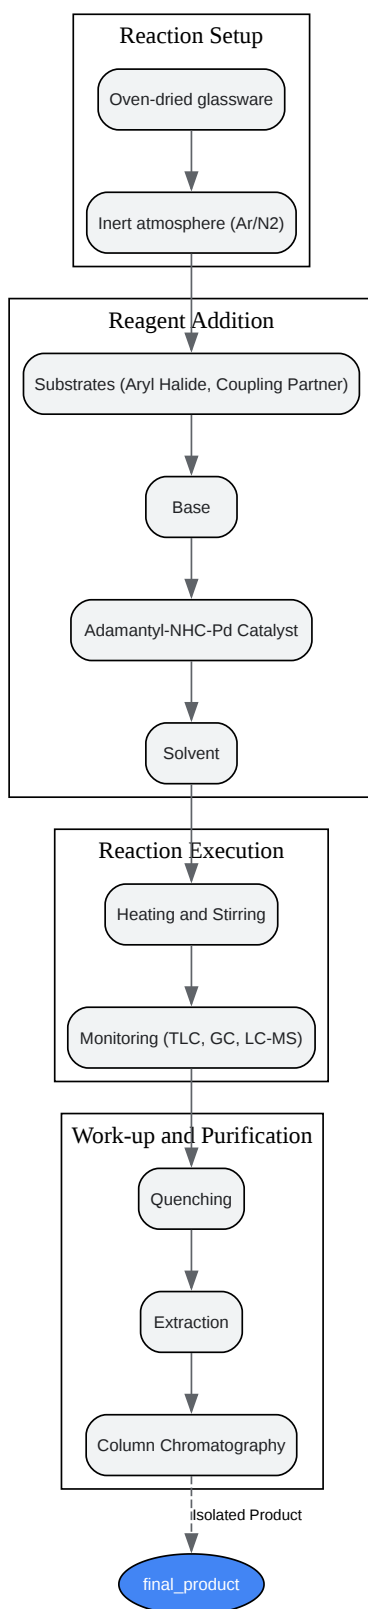 Reaction Setup
Oven-dried glassware
Inert atmosphere (Ar/N2)
Reagent Addition
Substrates (Aryl Halide, Coupling Partner)
Base
Adamantyl-NHC-Pd Catalyst
Solvent
Reaction Execution
Heating and Stirring
Monitoring (TLC, GC, LC-MS)
Work-up and Purification
Quenching
Extraction
Column Chromatography
Isolated Product
final_product